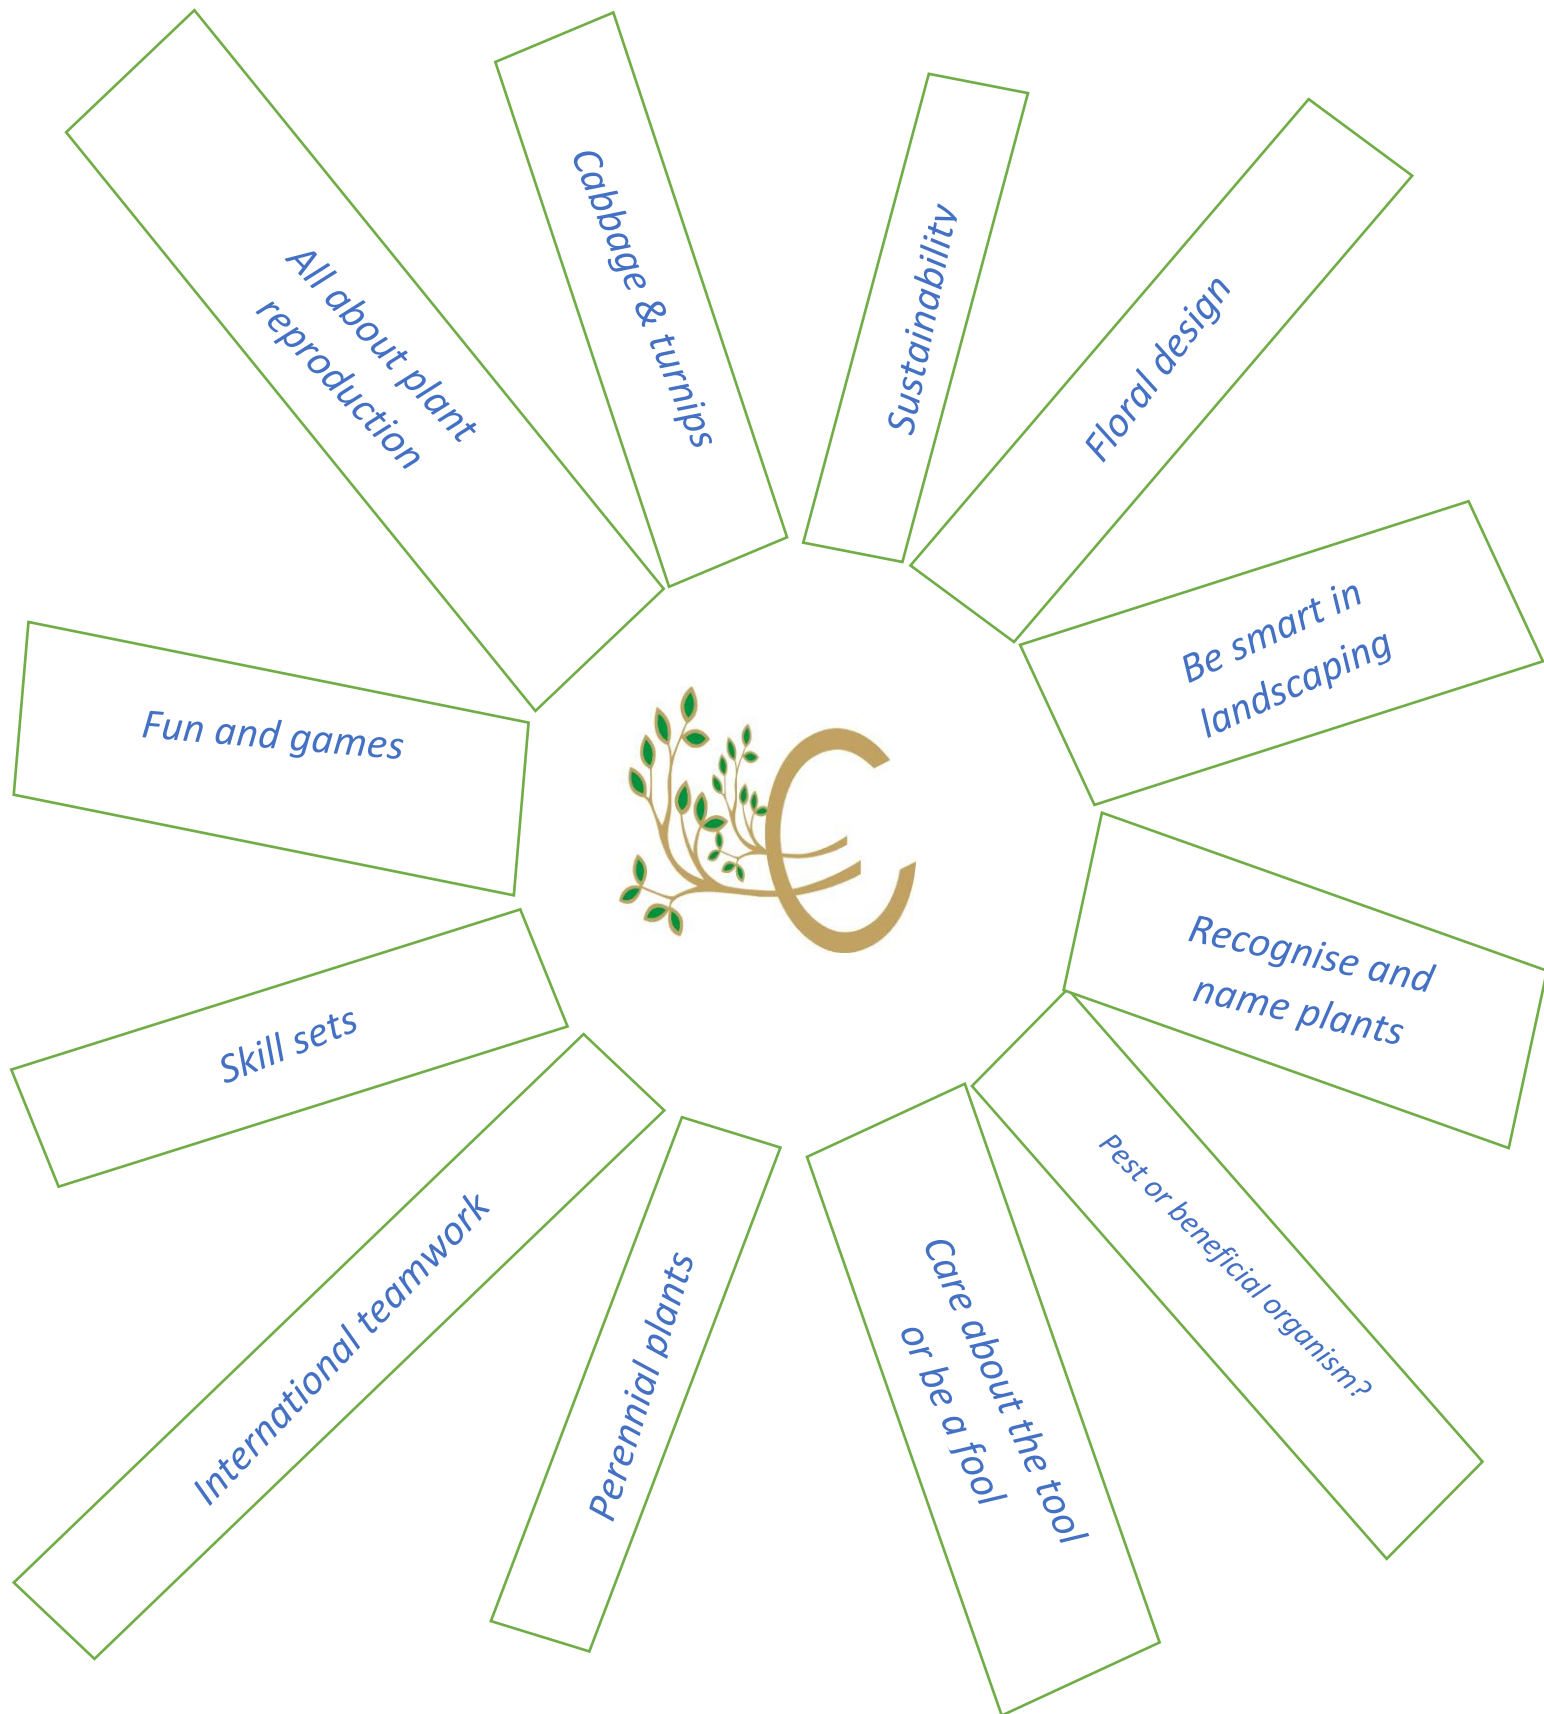 All about plant
reproduction
Cabbage & turnips
Sustainability
Floral design
Be smart in
landscaping
Recognise and
name plants
Pest or beneficial organism?
Care about the tool
or be a fool
Perennial plants
International teamwork
Skill sets
Fun and games